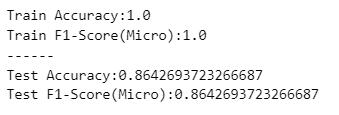 Train Accuracy:1.0
Train F1-Score(Micro):1.0
------
Test Accuracy:0.8642693723266687
Test F1-Score(Micro):0.8642693723266687